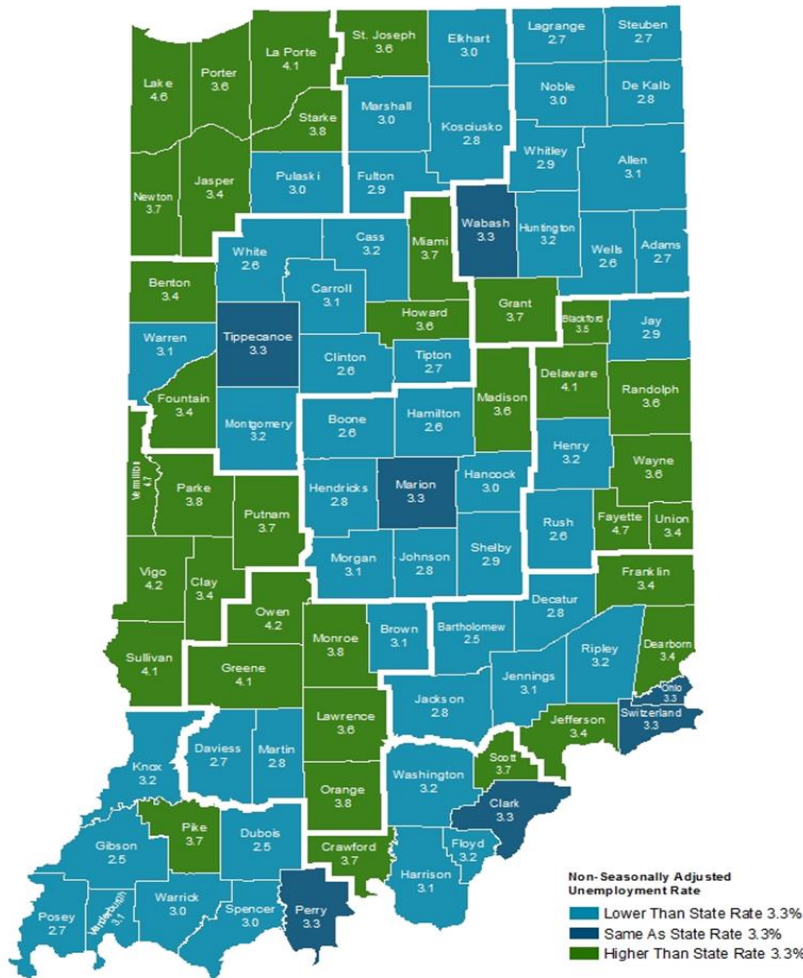 St. Joseph
3.6
Elkhart
3.0
Lagrange
2.7
Steuben
2.7
Lake
4.6
Porter
3.6
La Porte
4.1
Noble
3.0
De Kalb
2.8
Marshall
3.0
Kosciusko
2.8
Starke
3.8
Whitley
2.9
Allen
3.1
Newton
3.7
Jasper
3.4
Pulaski
3.0
Fulton
2.9
Wabash
3.3
Huntington
3.2
Wells
2.6
Adams
2.7
White
2.6
Cass
3.2
Miami
3.7
Benton
3.4
Carroll
3.1
Howard
3.6
Grant
3.7
Blackford
3.5
Jay
2.9
Warren
3.1
Tippecanoe
3.3
Clinton
2.6
Tipton
2.7
Madison
3.6
Delaware
4.1
Randolph
3.6
Fountain
3.4
Montgomery
3.2
Boone
2.6
Hamilton
2.6
Henry
3.2
Wayne
3.6
Vermillion
4.7
Parke
3.8
Putnam
3.7
Hendricks
2.8
Marion
3.3
Hancock
3.0
Rush
2.6
Fayette
4.7
Union
3.4
Vigo
4.2
Clay
3.4
Morgan
3.1
Johnson
2.8
Shelby
2.9
Franklin
3.4
Owen
4.2
Monroe
3.8
Brown
3.1
Bartholomew
2.5
Decatur
2.8
Sullivan
4.1
Greene
4.1
Jennings
3.1
Ripley
3.2
Dearborn
3.4
Ohio
3.3
Lawrence
3.6
Jackson
2.8
Jefferson
3.4
Switzerland
3.3
Knox
3.2
Daviess
2.7
Martin
2.8
Orange
3.8
Washington
3.2
Scott
3.7
Clark
3.3
Gibson
2.5
Pike
3.7
Dubois
2.5
Crawford
3.7
Harrison
3.1
Floyd
3.2
Posey
2.7
Vanderburgh
3.1
Warrick
3.0
Spencer
3.0
Perry
3.3
Non-Seasonally Adjusted
Unemployment Rate
Lower Than State Rate 3.3%
Same As State Rate 3.3%
Higher Than State Rate 3.3%